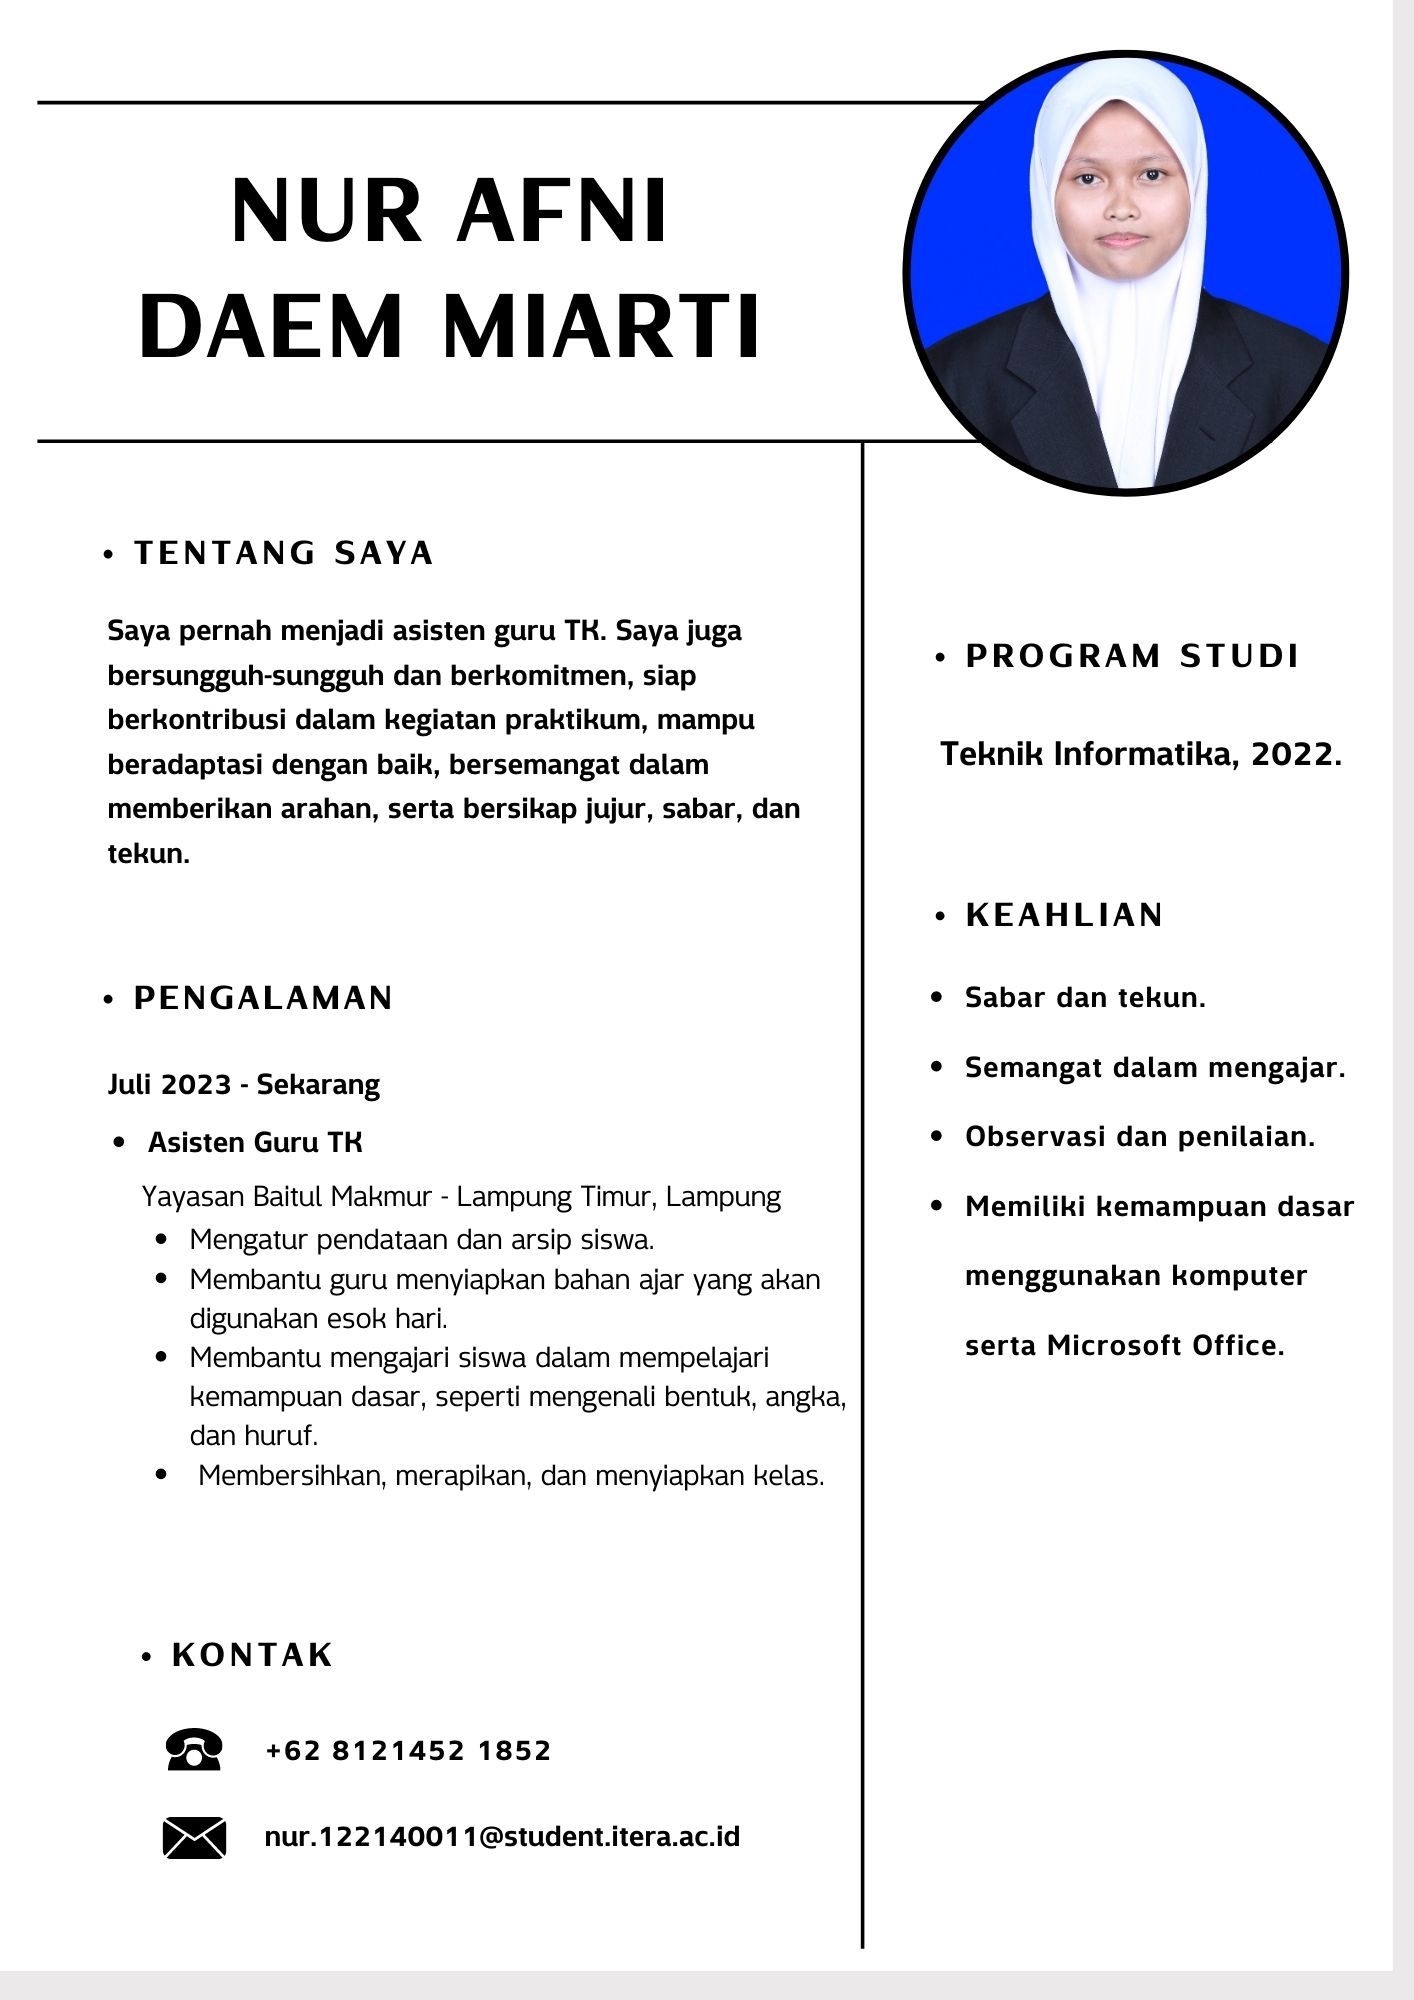 NUR AFNI
DAEM MIARTI
• TENTANG SAYA
Saya pernah menjadi asisten guru TK. Saya juga
bersungguh-sungguh dan berkomitmen, siap
berkontribusi dalam kegiatan praktikum, mampu
beradaptasi dengan baik, bersemangat dalam
memberikan arahan, serta bersikap jujur, sabar, dan
tekun.
• PENGALAMAN
Juli 2023 - Sekarang
• Asisten Guru TK
Yayasan Baitul Makmur - Lampung Timur, Lampung
• Mengatur pendataan dan arsip siswa.
• Membantu guru menyiapkan bahan ajar yang akan
digunakan esok hari.
• Membantu mengajari siswa dalam mempelajari
kemampuan dasar, seperti mengenali bentuk, angka,
dan huruf.
• Membersihkan, merapikan, dan menyiapkan kelas.
• KONTAK
+62 8121452 1852
nur.122140011@student.itera.ac.id
• PROGRAM STUDI
Teknik Informatika, 2022.
• KEAHLIAN
• Sabar dan tekun.
• Semangat dalam mengajar.
• Observasi dan penilaian.
• Memiliki kemampuan dasar
menggunakan komputer
serta Microsoft Office.